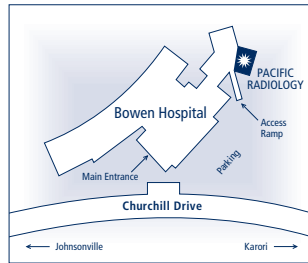 PACIFIC
RADIOLOGY
Bowen Hospital
Access
Ramp
Parking
Main Entrance
Churchill Drive
Johnsonville
Karori